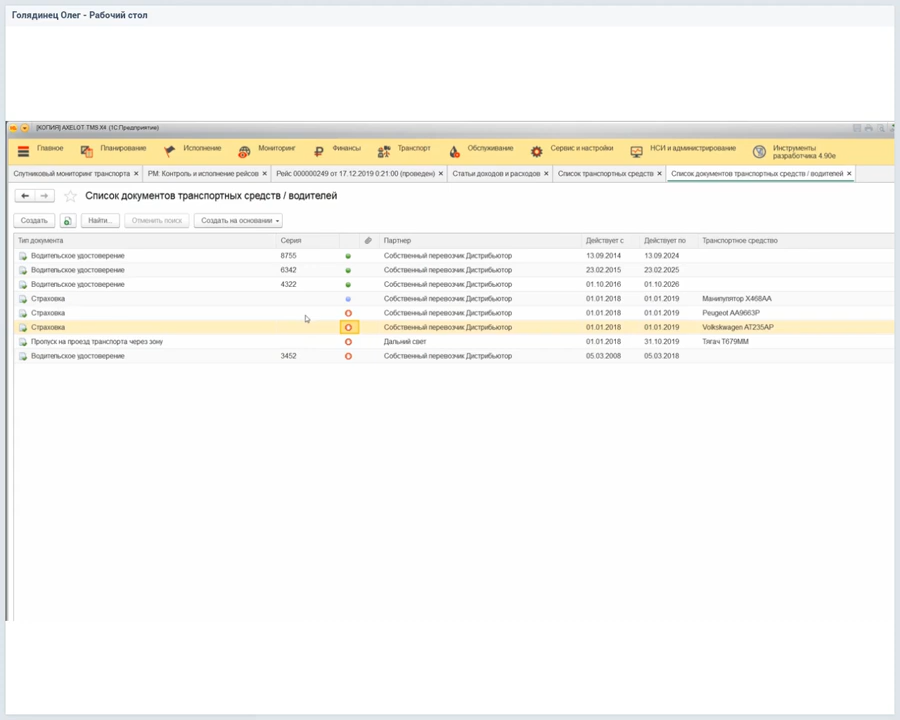 Голядинец Олег - Рабочий стол
[КОПИЯ] AXELOT TMS X4 (1С:Предприятие)
Главное Планирование Исполнение Мониторинг Финансы Транспорт Обслуживание Сервис и настройки НСИ и администрирование Инструменты разработчика 4.90e
Спутниковый мониторинг транспорта × РМ: Контроль и исполнение рейсов × Рейс 000000249 от 17.12.2019 0:21:00 (проведен) × Статьи доходов и расходов × Список транспортных средств × Список документов транспортных средств / водителей ×
Список документов транспортных средств / водителей
Создать Найти... Отменить поиск Создать на основании
Тип документа Серия Партнер Действует с Действует по Транспортное средство
Водительское удостоверение 8755 Собственный перевозчик Дистрибьютор 13.09.2014 13.09.2024
Водительское удостоверение 6342 Собственный перевозчик Дистрибьютор 23.02.2015 23.02.2025
Водительское удостоверение 4322 Собственный перевозчик Дистрибьютор 01.10.2016 01.10.2026
Страховка Собственный перевозчик Дистрибьютор 01.01.2018 01.01.2019 Манипулятор Х468АА
Страховка Собственный перевозчик Дистрибьютор 01.01.2018 01.01.2019 Peugeot АА9663Р
Страховка Собственный перевозчик Дистрибьютор 01.01.2018 01.01.2019 Volkswagen АТ235АР
Пропуск на проезд транспорта через зону Дальний свет 01.01.2018 31.10.2019 Тягач Т679ММ
Водительское удостоверение 3452 Собственный перевозчик Дистрибьютор 05.03.2008 05.03.2018